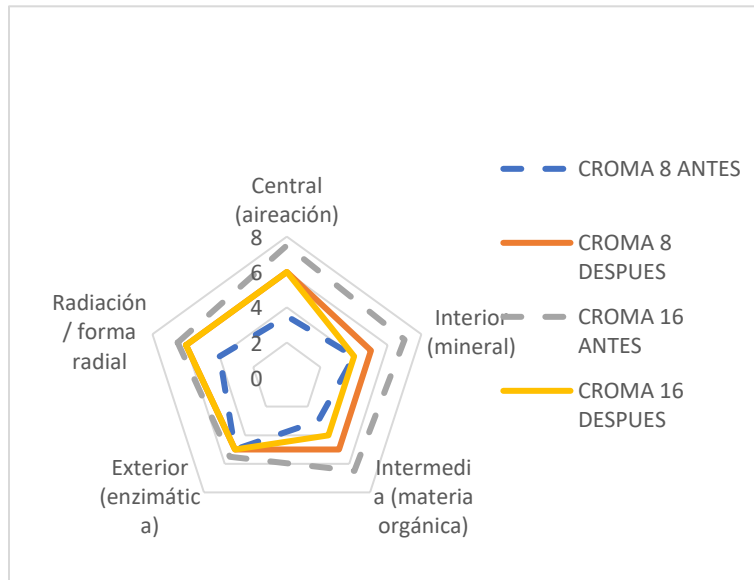 Central
(aireación)
8
6
4
2
0
Interior
(mineral)
Intermedi
a (materia
orgánica)
Exterior
(enzimátic
a)
Radiación
/ forma
radial
CROMA 8 ANTES
CROMA 8
DESPUES
CROMA 16
ANTES
CROMA 16
DESPUES